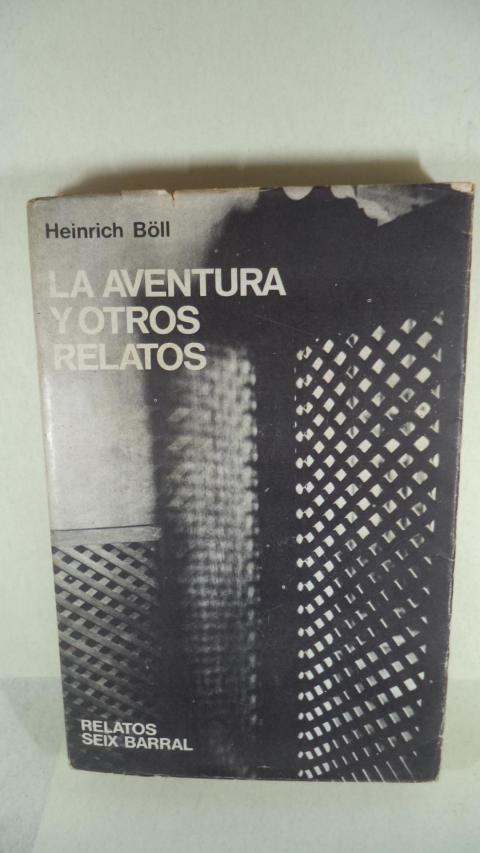 Heinrich Böll
LA AVENTURA
Y OTROS
RELATOS
RELATOS
SEIX BARRAL